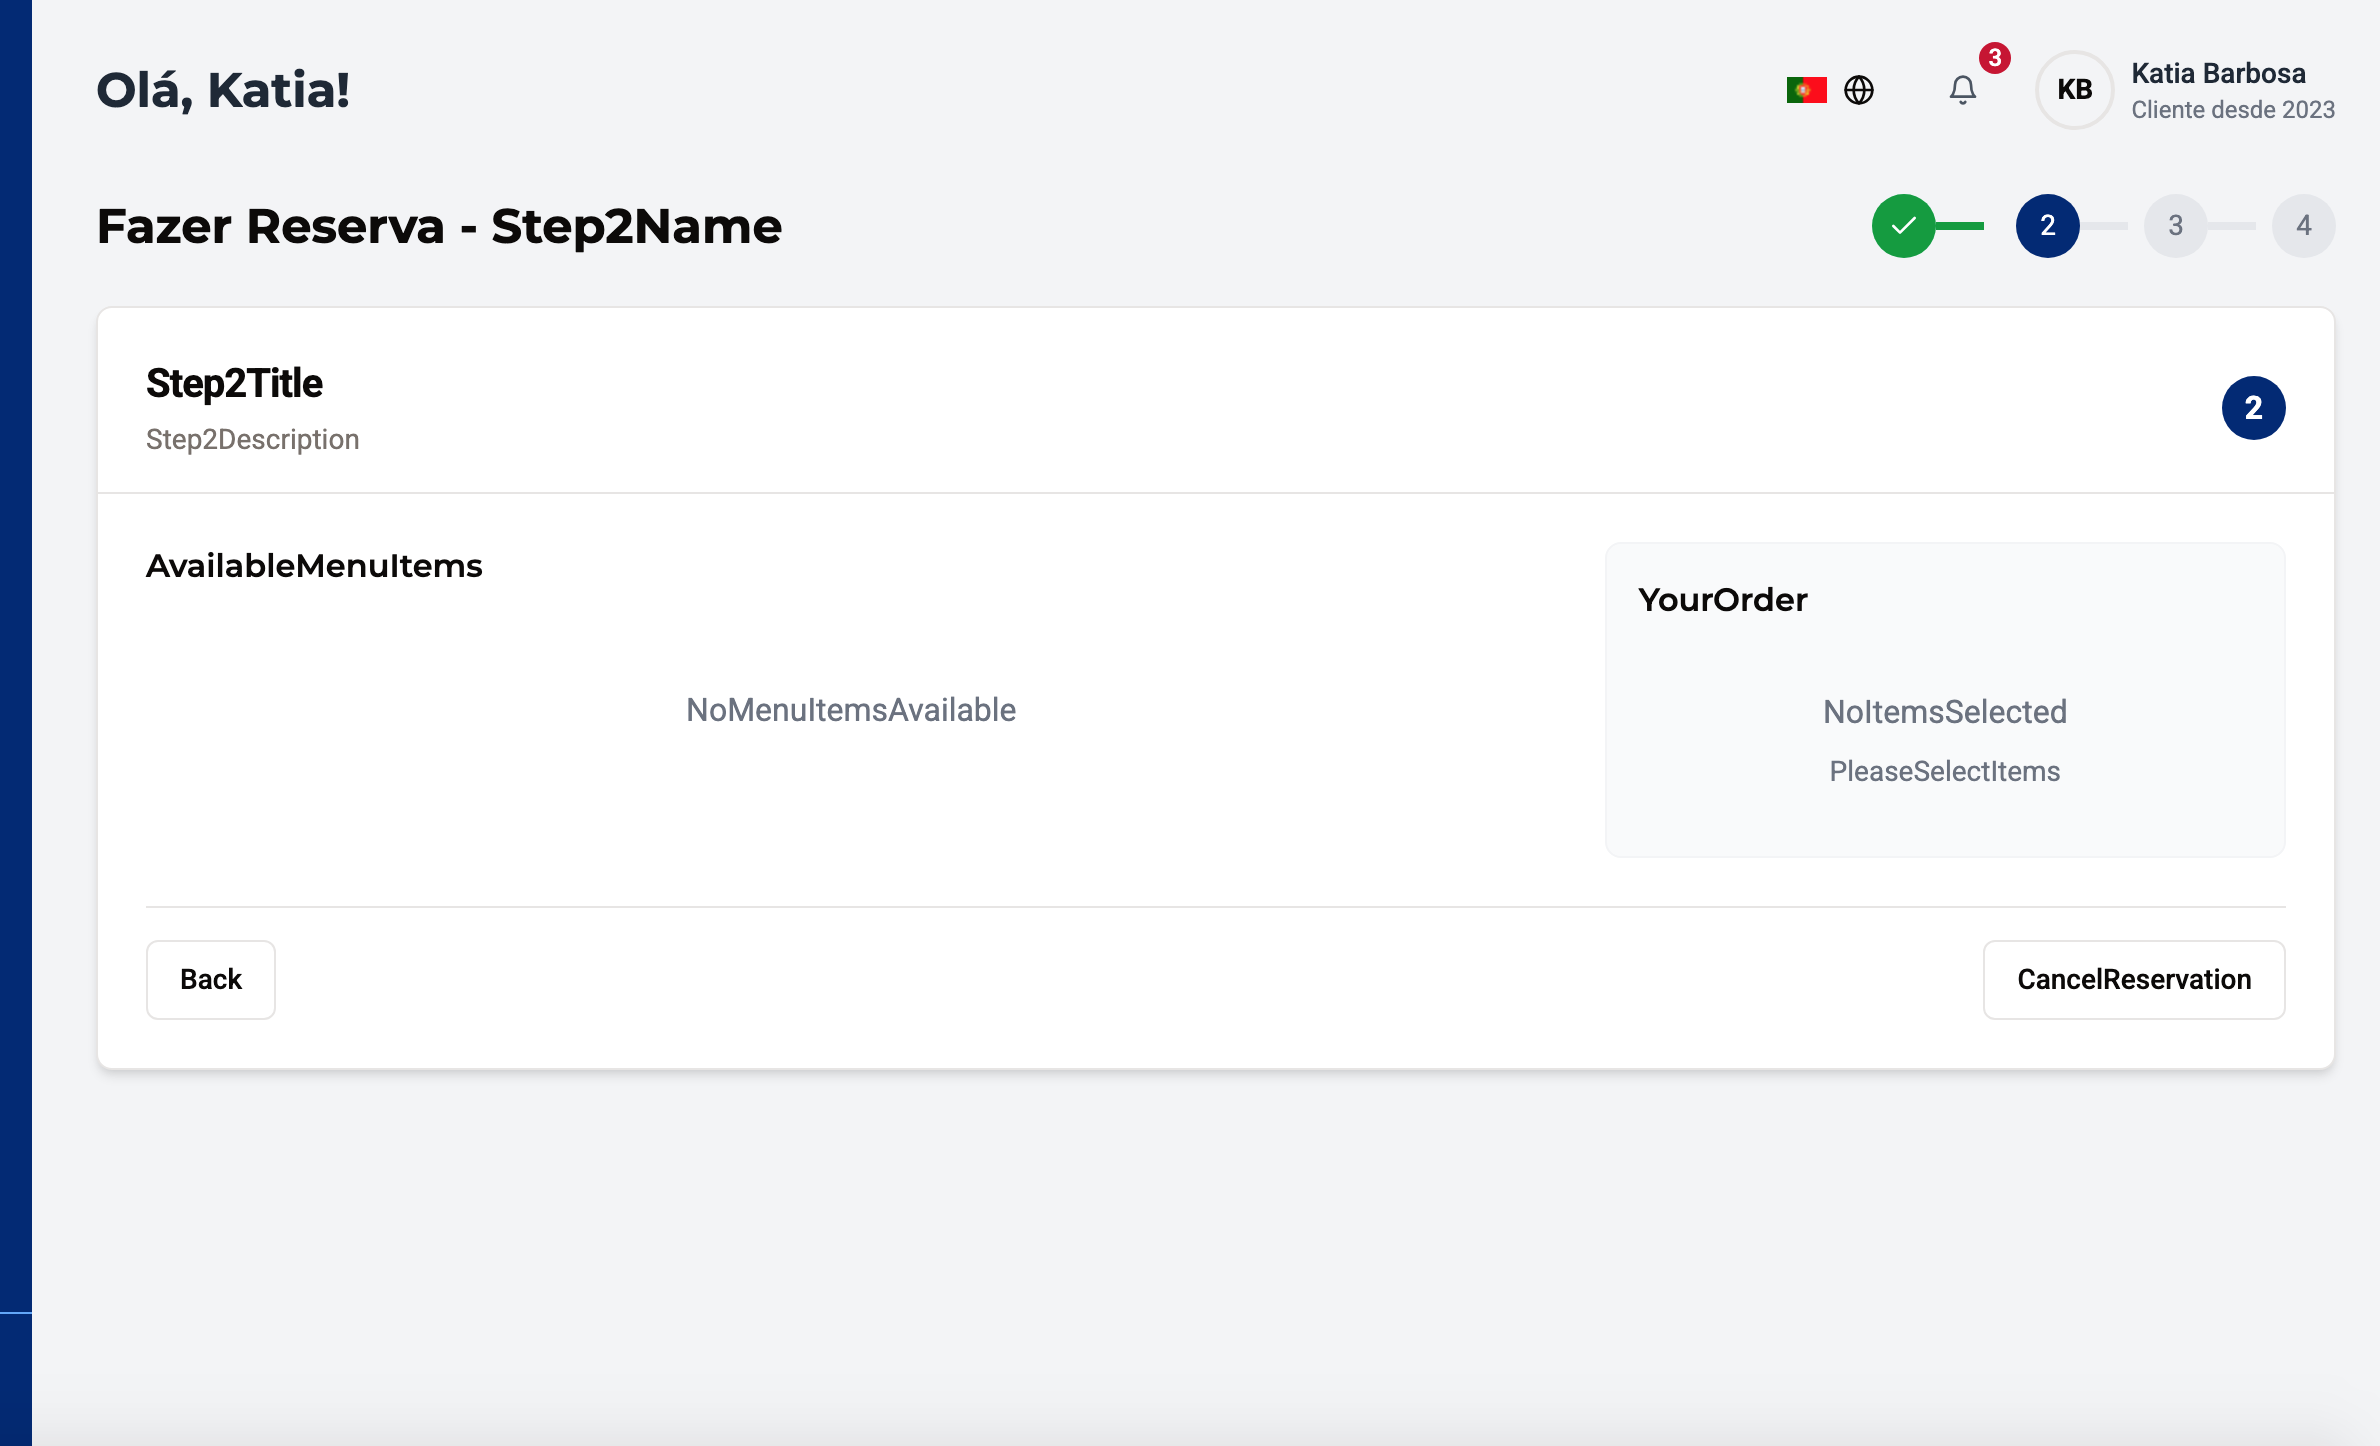 Olá, Katia!
3
KB
Katia Barbosa
Cliente desde 2023
Fazer Reserva - Step2Name
2
3
4
Step2Title
Step2Description
2
AvailableMenuItems
NoMenuItemsAvailable
YourOrder
NoItemsSelected
PleaseSelectItems
Back
CancelReservation